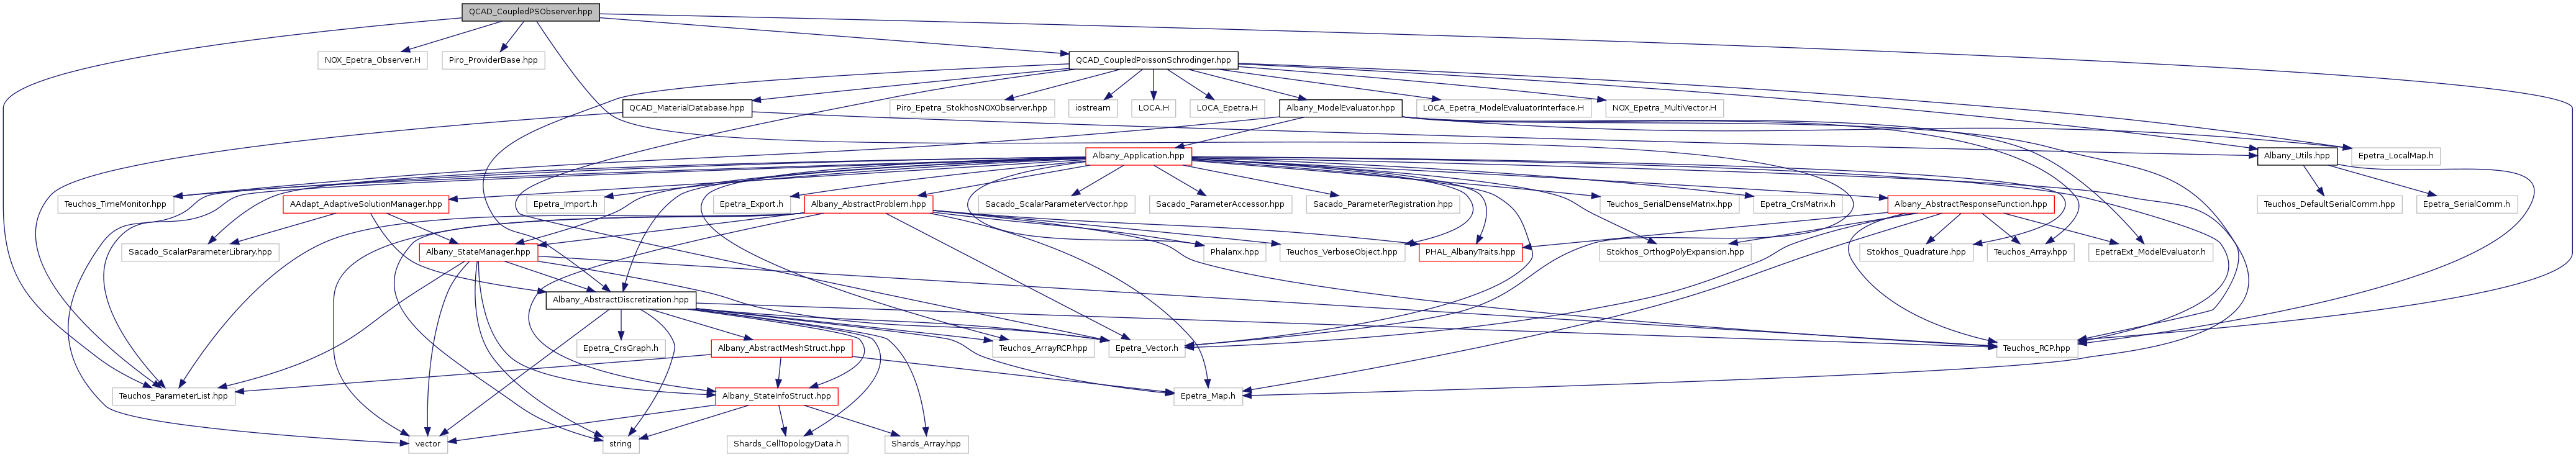 QCAD_CoupledPSObserver.hpp
NOX_Epetra_Observer.H
Piro_ProviderBase.hpp
QCAD_CoupledPoissonSchrodinger.hpp
QCAD_MaterialDatabase.hpp
Piro_Epetra_StokhosNOXObserver.hpp
iostream
LOCA.H
LOCA_Epetra.H
Albany_ModelEvaluator.hpp
LOCA_Epetra_ModelEvaluatorInterface.H
NOX_Epetra_MultiVector.H
Albany_Application.hpp
Albany_Utils.hpp
Epetra_LocalMap.h
Teuchos_TimeMonitor.hpp
AAdapt_AdaptiveSolutionManager.hpp
Epetra_Import.h
Epetra_Export.h
Albany_AbstractProblem.hpp
Sacado_ScalarParameterVector.hpp
Sacado_ParameterAccessor.hpp
Sacado_ParameterRegistration.hpp
Teuchos_SerialDenseMatrix.hpp
Epetra_CrsMatrix.h
Albany_AbstractResponseFunction.hpp
Teuchos_DefaultSerialComm.hpp
Epetra_SerialComm.h
Sacado_ScalarParameterLibrary.hpp
Albany_StateManager.hpp
Phalanx.hpp
Teuchos_VerboseObject.hpp
PHAL_AlbanyTraits.hpp
Stokhos_OrthogPolyExpansion.hpp
Stokhos_Quadrature.hpp
Teuchos_Array.hpp
EpetraExt_ModelEvaluator.h
Albany_AbstractDiscretization.hpp
Epetra_CrsGraph.h
Albany_AbstractMeshStruct.hpp
Teuchos_ArrayRCP.hpp
Epetra_Vector.h
Teuchos_RCP.hpp
Teuchos_ParameterList.hpp
Albany_StateInfoStruct.hpp
Epetra_Map.h
vector
string
Shards_CellTopologyData.h
Shards_Array.hpp